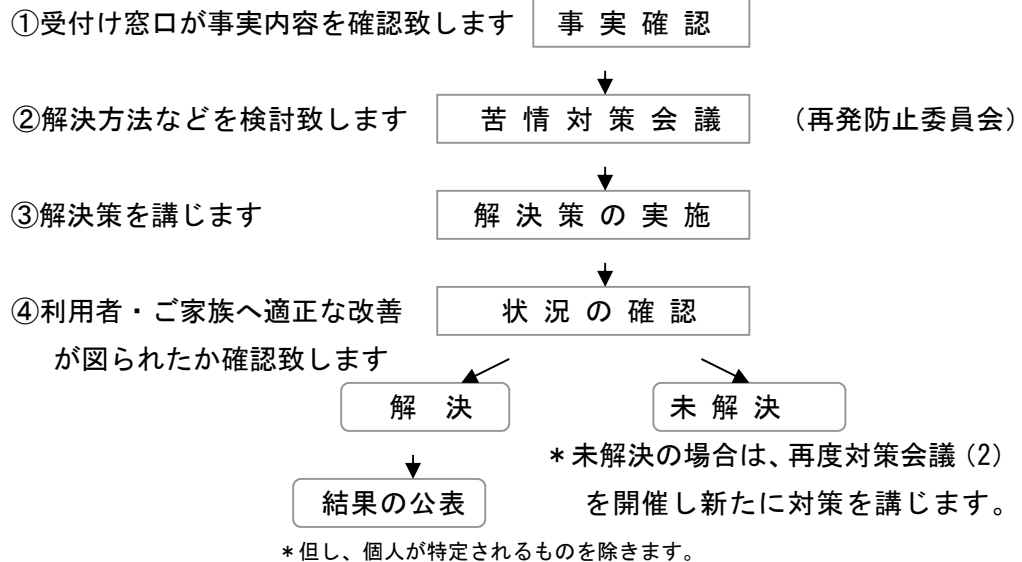 ①受付け窓口が事実内容を確認致します 事実確認
②解決方法などを検討致します 苦情対策会議 (再発防止委員会)
③解決策を講じます 解決策の実施
④利用者・ご家族へ適正な改善 状況の確認
が図られたか確認致します
解決 未解決
*未解決の場合は、再度対策会議(2)
結果の公表 を開催し新たに対策を講じます。
*但し、個人が特定されるものを除きます。